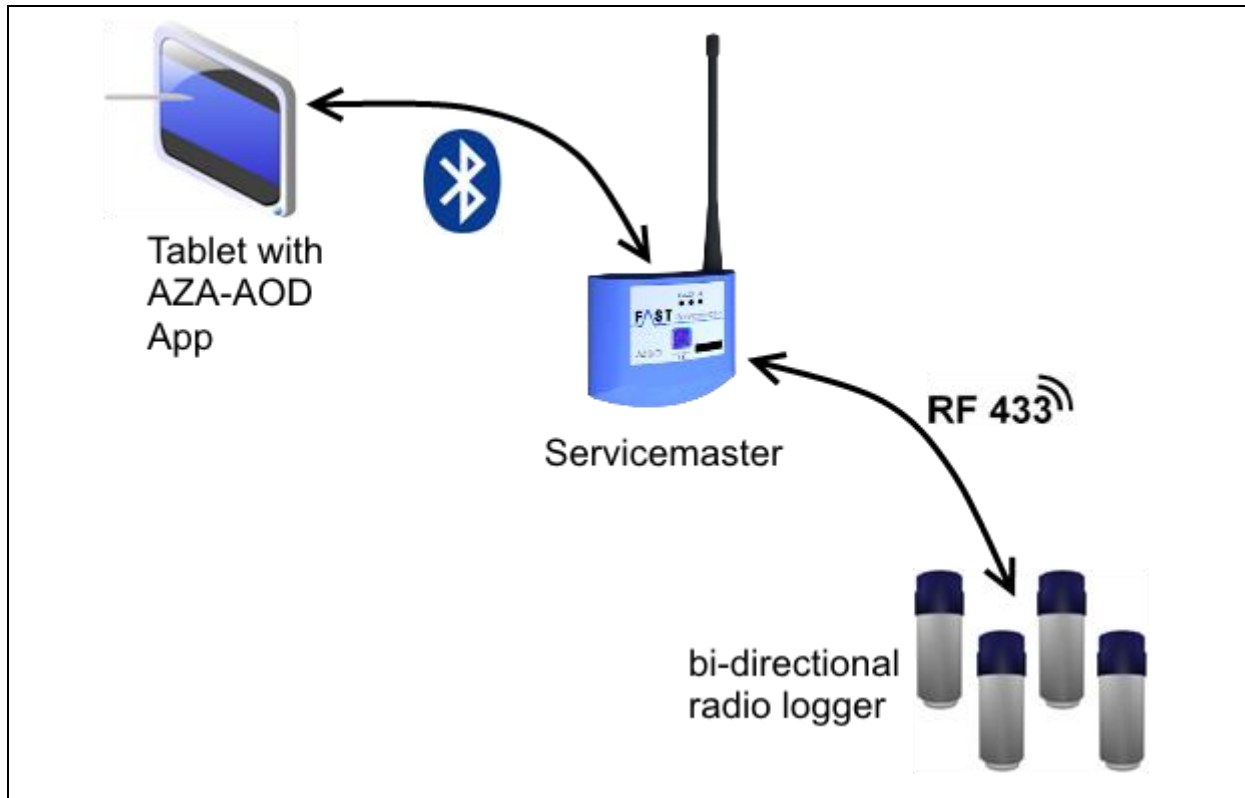 Tablet with
AZA-AOD
App
FAST
Servicemaster
RF 433
bi-directional
radio logger